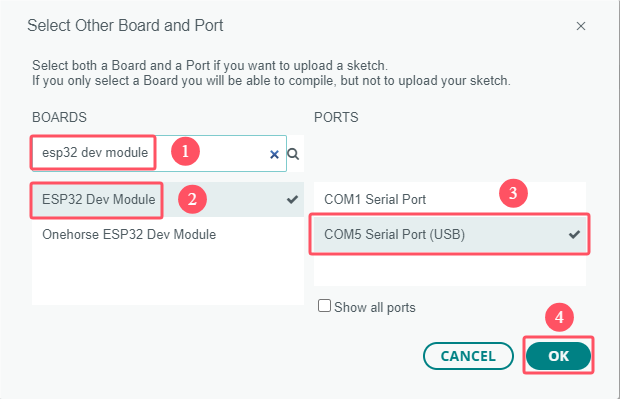 Select Other Board and Port
Select both a Board and a Port if you want to upload a sketch.
If you only select a Board you will be able to compile, but not to upload your sketch.
BOARDS
PORTS
esp32 dev module
1
ESP32 Dev Module
2
Onehorse ESP32 Dev Module
3
COM1 Serial Port
COM5 Serial Port (USB)
Show all ports
4
CANCEL
OK